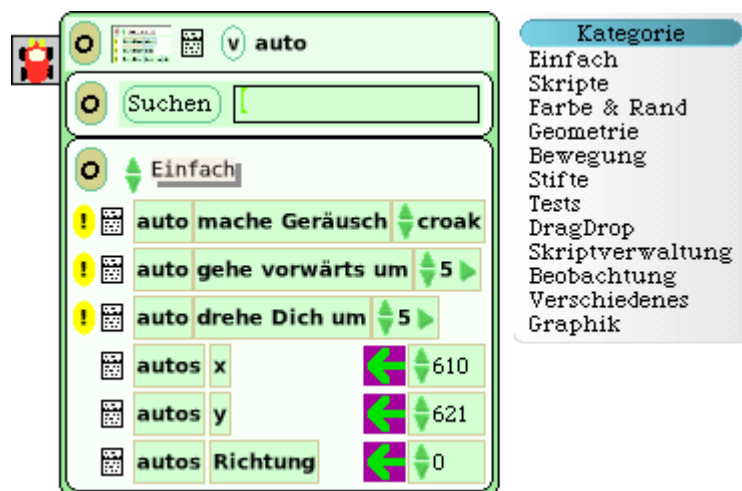 v auto
Suchen
Einfach
! auto mache Geräusch croak
! auto gehe vorwärts um 5
! auto drehe Dich um 5
autos x 610
autos y 621
autos Richtung 0
Kategorie
Einfach
Skripte
Farbe & Rand
Geometrie
Bewegung
Stifte
Tests
DragDrop
Skriptverwaltung
Beobachtung
Verschiedenes
Graphik